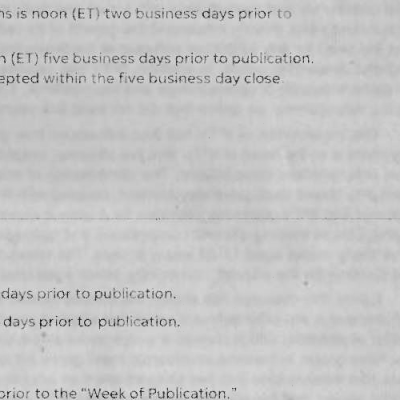 ns is noon (ET) two business days prior to
n (ET) five business days prior to publication.
epted within the five business day close
days prior to publication.
days prior to publication.
prior to the "Week of Publication."